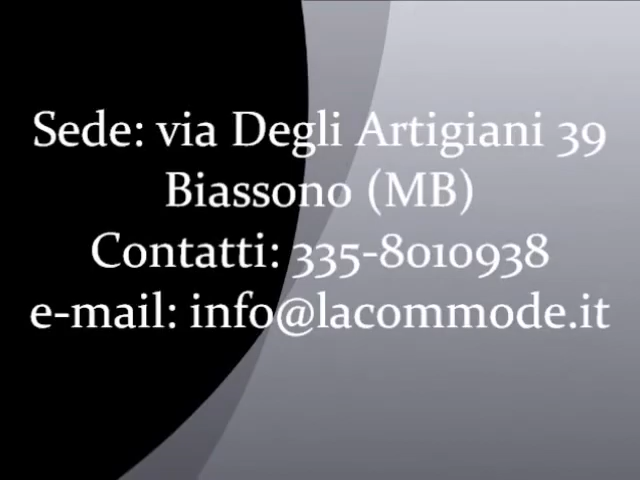 Sede: via Degli Artigiani 39
Biassono (MB)
Contatti: 335-8010938
e-mail: info@lacommode.it